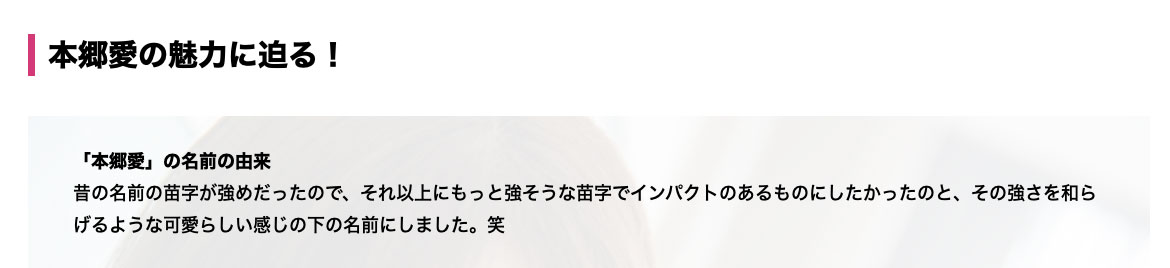 本郷愛の魅力に迫る！
「本郷愛」の名前の由来
昔の名前の苗字が強めだったので、それ以上にもっと強そうな苗字でインパクトのあるものにしたかったのと、その強さを和ら
げるような可愛らしい感じの下の名前にしました。笑